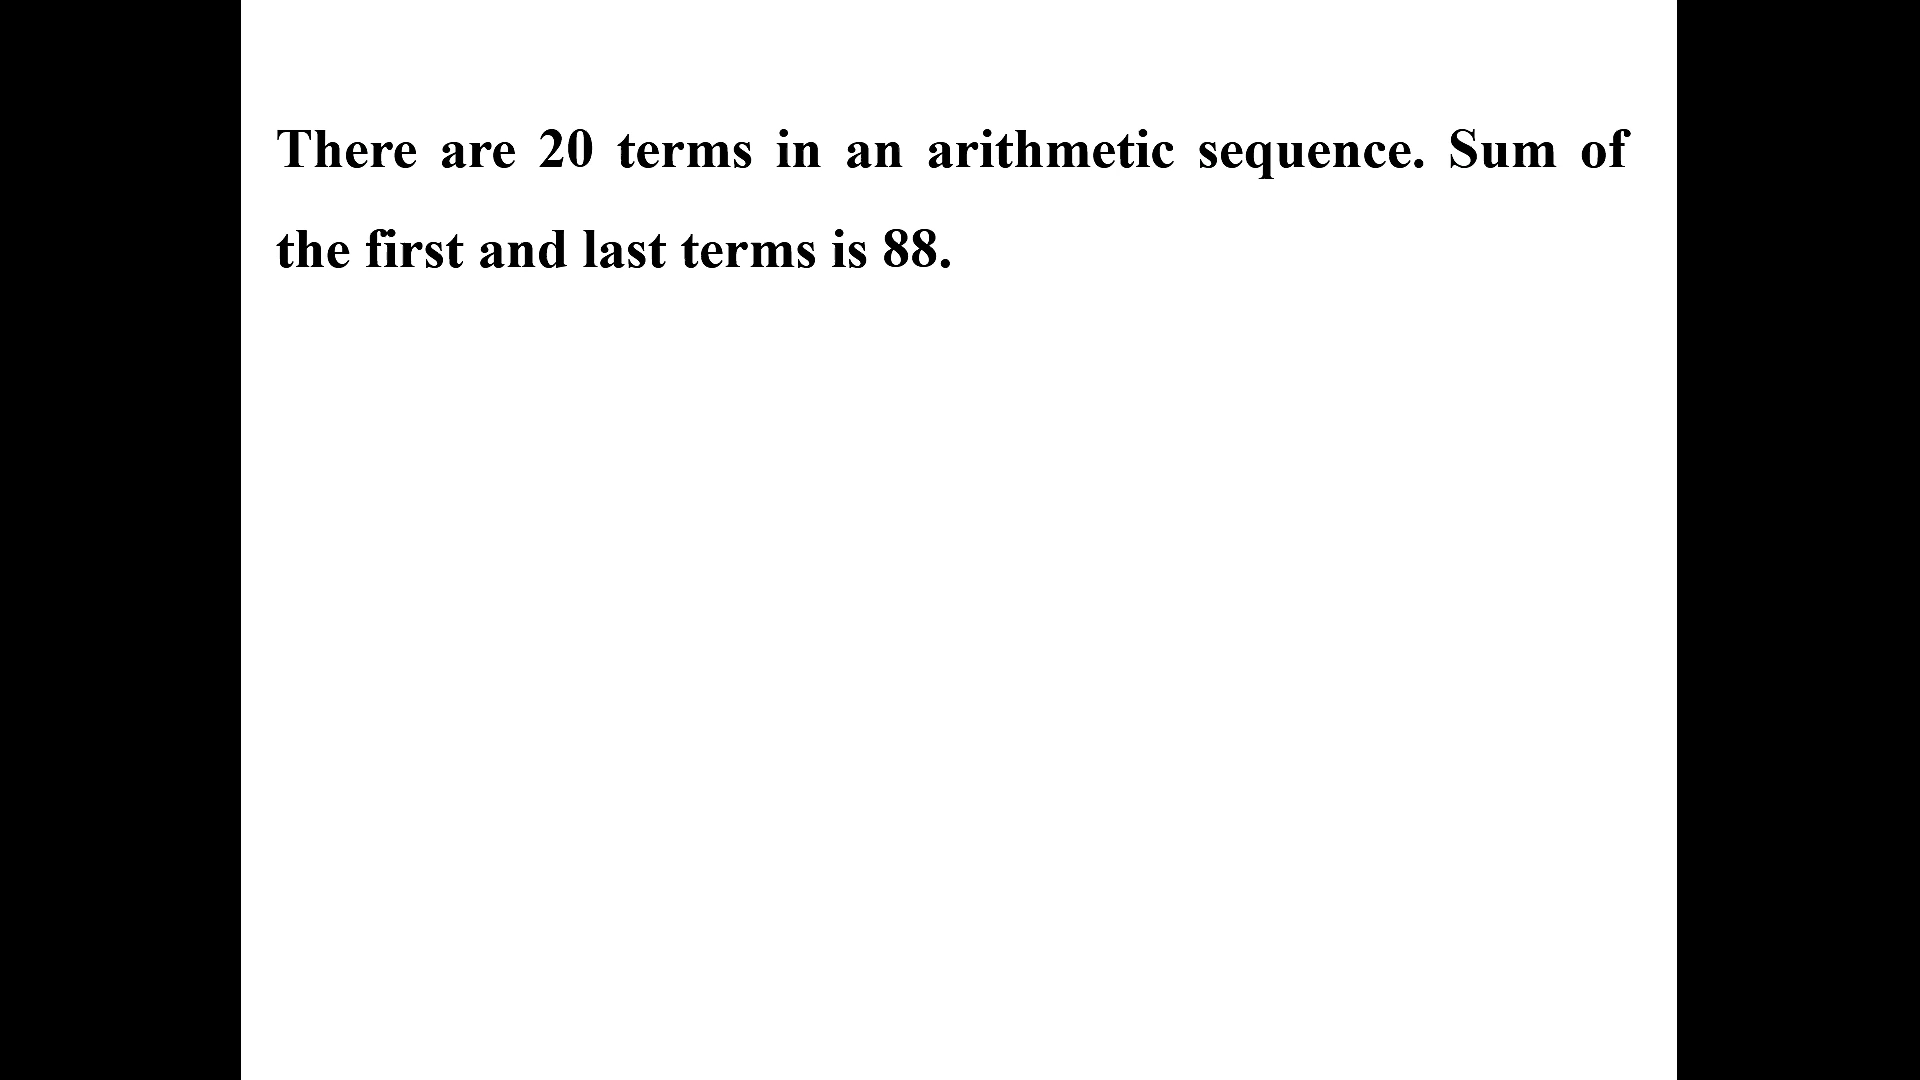 There are 20 terms in an arithmetic sequence. Sum of
the first and last terms is 88.